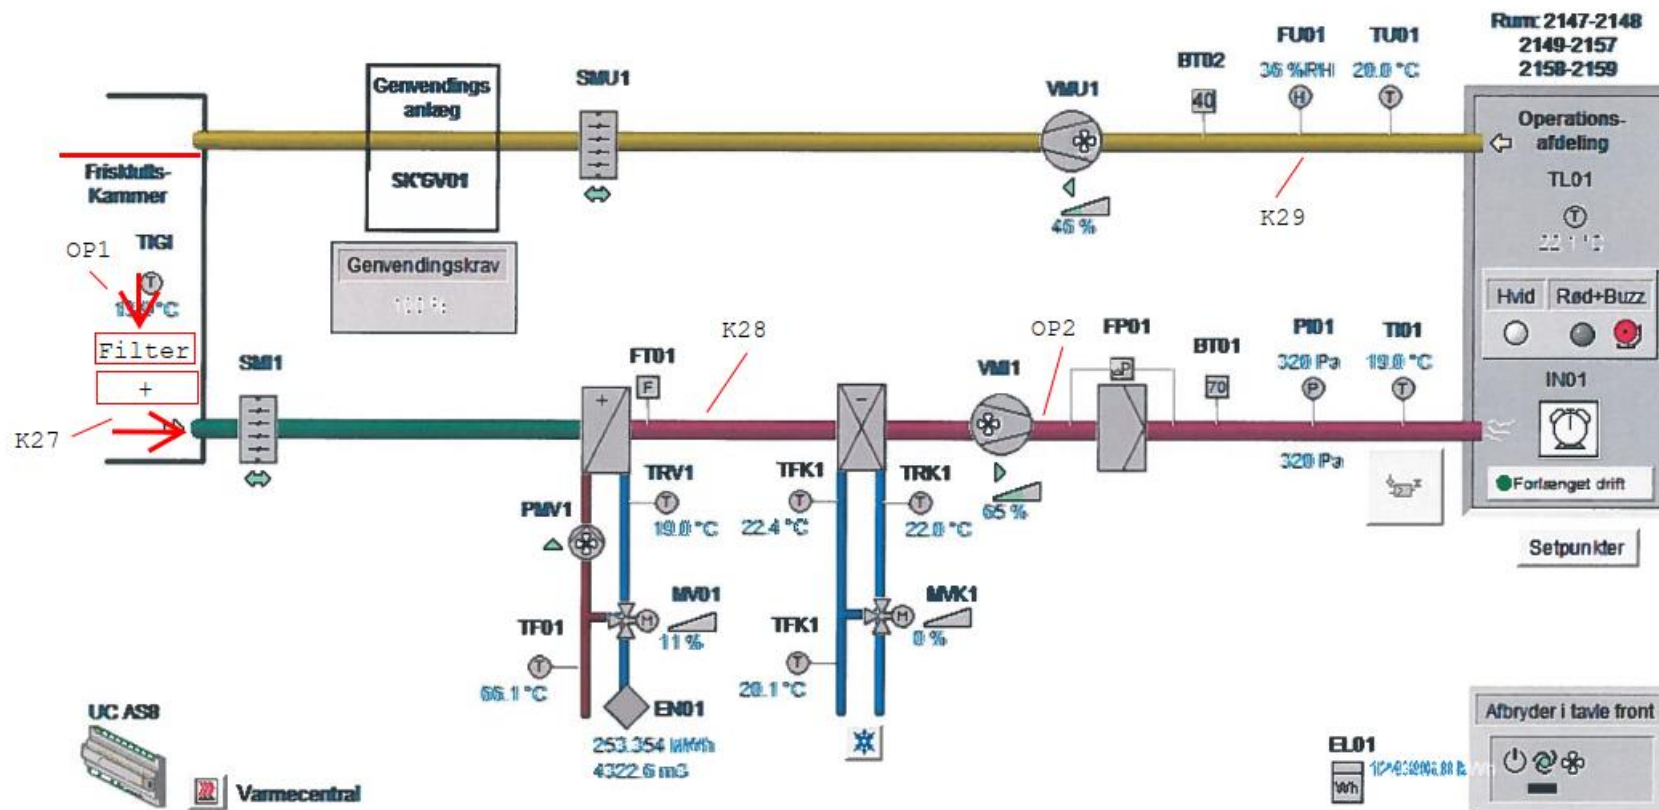 Rum: 2147-2148
2149-2157
2158-2159
FU01
TU01
BT02
36 %RH
20.0 °C
VMU1
SMU1
Genvendings
anlæg
40
H
T
Operations-
afdeling
Frisklufts-
Kammer
SK'GV01
TL01
T
46 %
K29
OP1
TIGI
T
Genvendingskrav
22.1 °C
100 %
Hvid
Rød+Buzz
Filter
+
K28
OP2
FP01
PI01
TI01
SMI1
FT01
VMI1
BT01
320 Pa
19.0 °C
F
70
P
T
IN01
K27
+
-
320 Pa
TRV1
TFK1
TRK1
Forlænget drift
PMV1
T
T
T
65 %
19.0 °C
22.4 °C
22.0 °C
Setpunkter
MV01
MVK1
TF01
M
TFK1
M
11 %
0 %
T
T
66.1 °C
20.1 °C
UC AS8
EN01
Afbryder i tavle front
253.354 MWh
EL01
4322.6 m3
Wh
Varmecentral